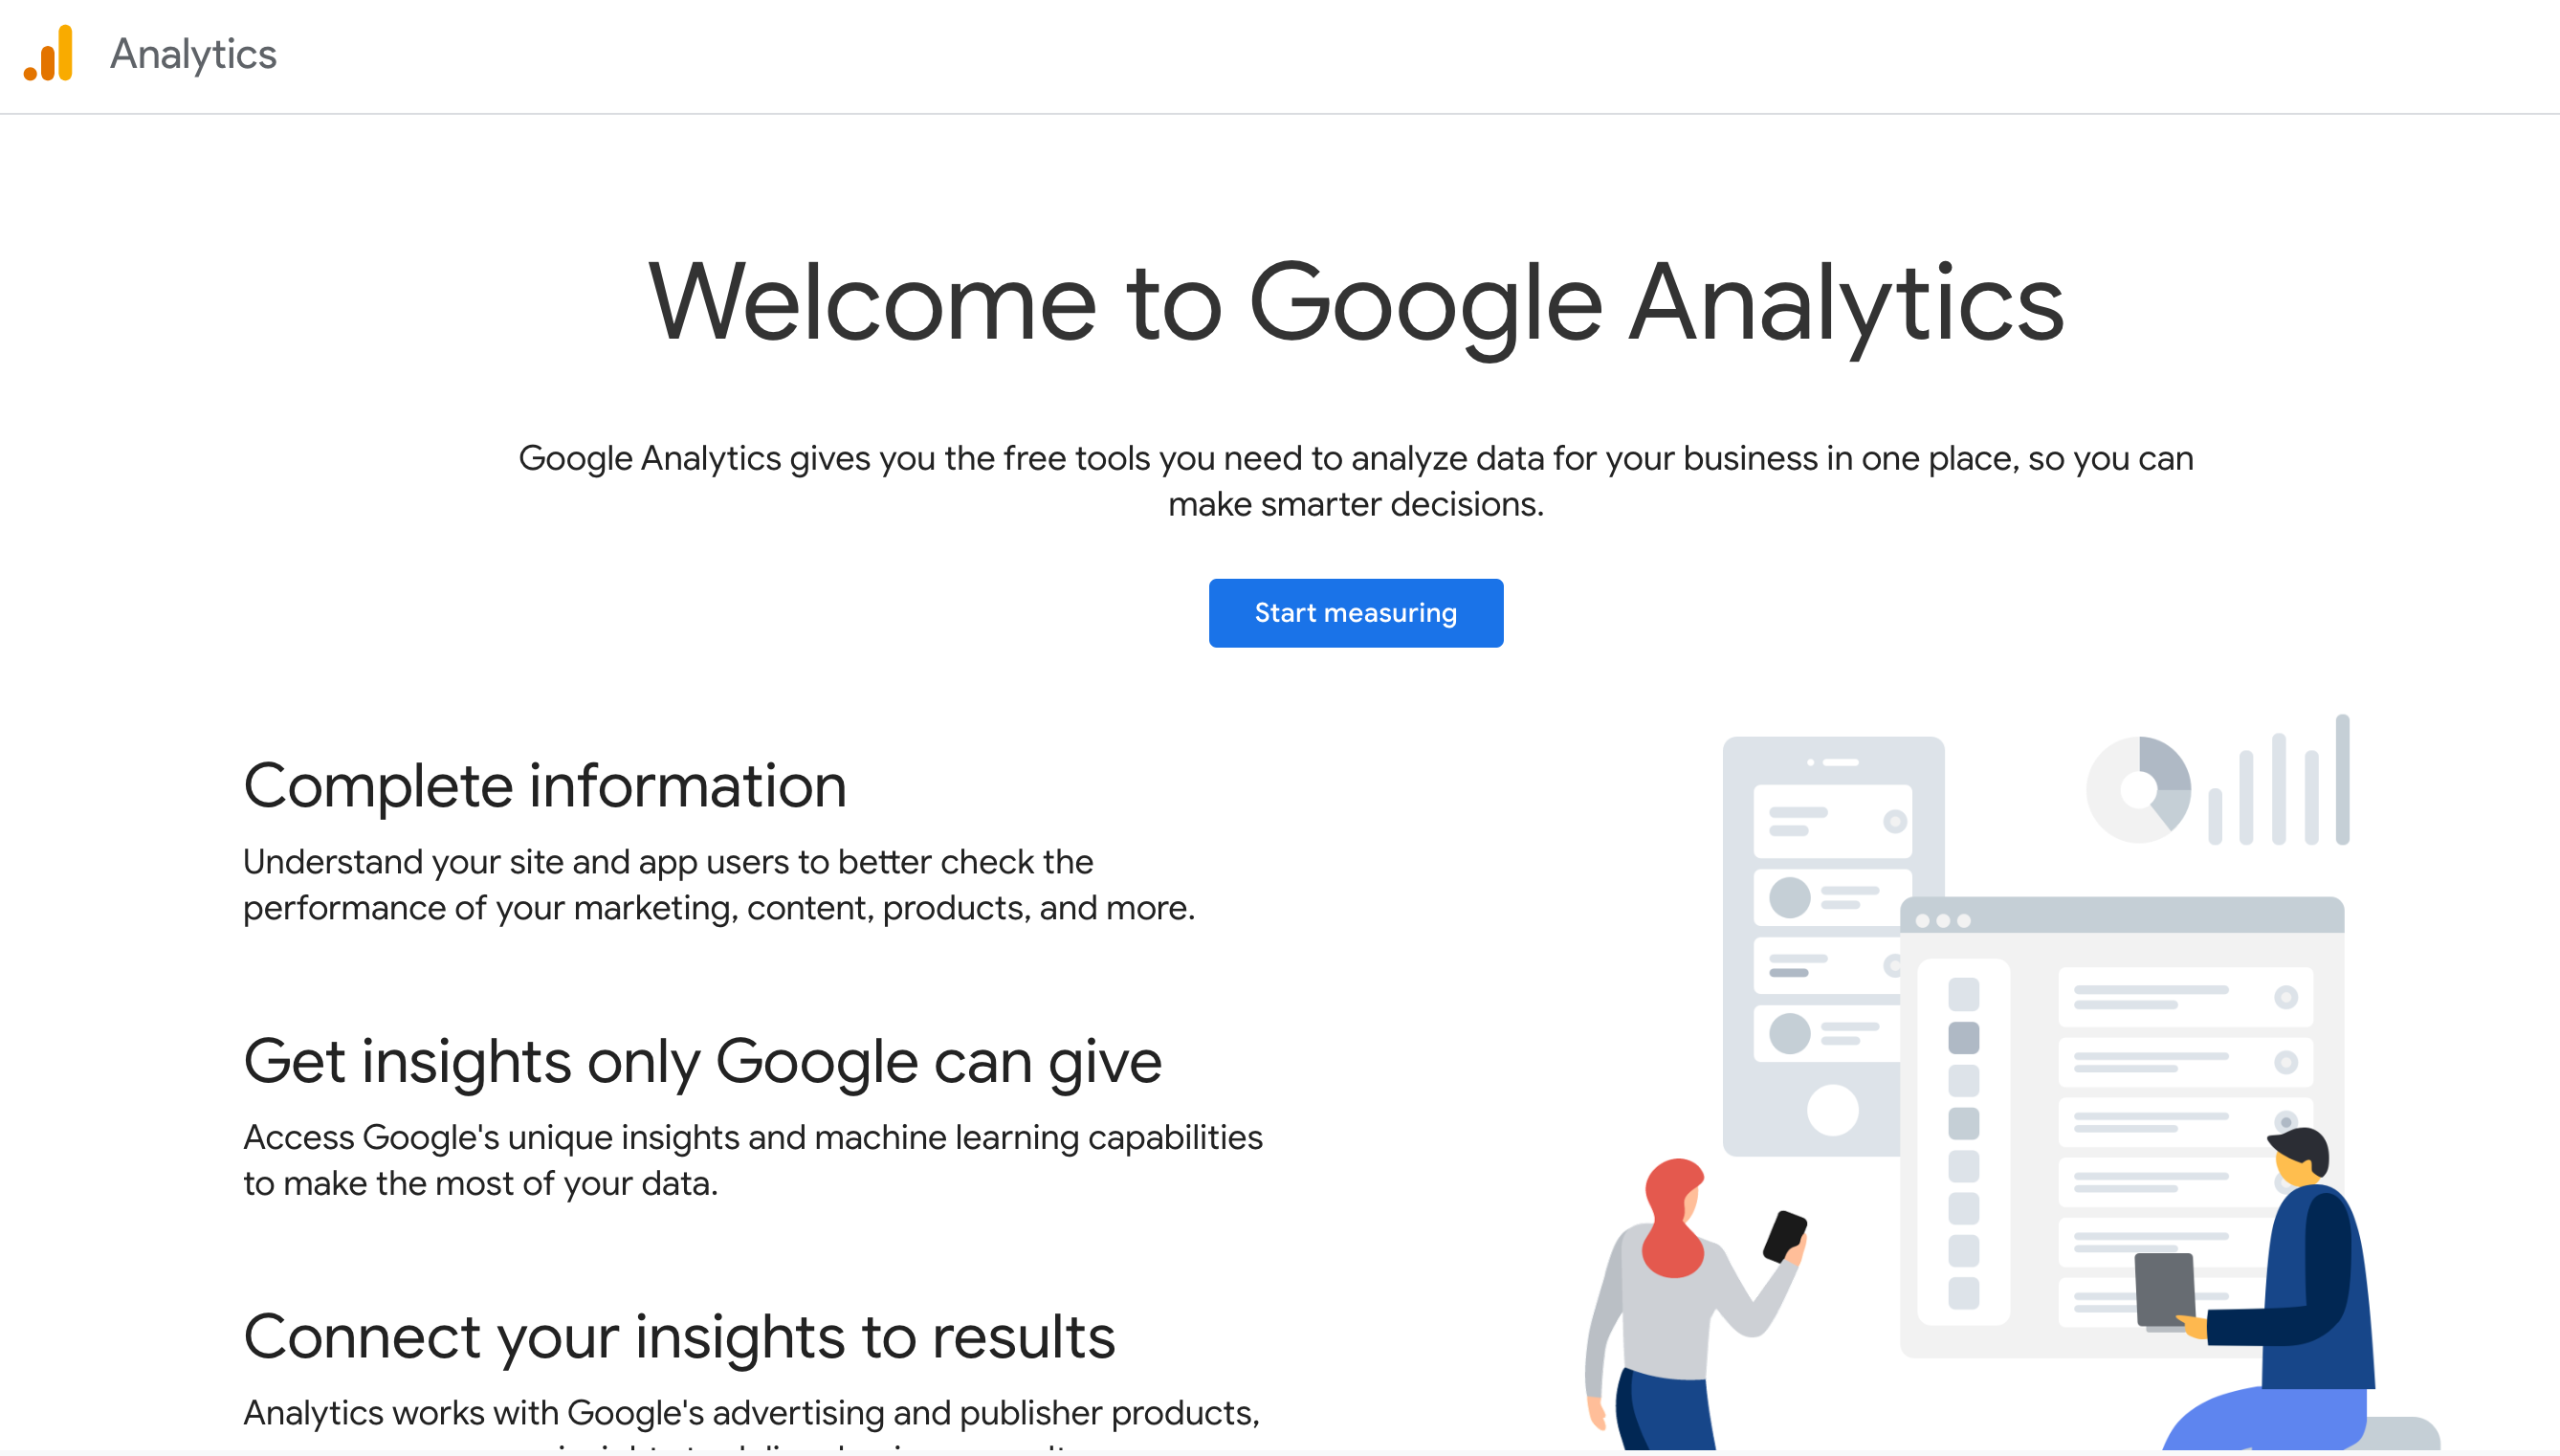 Analytics
Welcome to Google Analytics
Google Analytics gives you the free tools you need to analyze data for your business in one place, so you can
make smarter decisions.
Start measuring
Complete information
Understand your site and app users to better check the
performance of your marketing, content, products, and more.
Get insights only Google can give
Access Google's unique insights and machine learning capabilities
to make the most of your data.
Connect your insights to results
Analytics works with Google's advertising and publisher products,